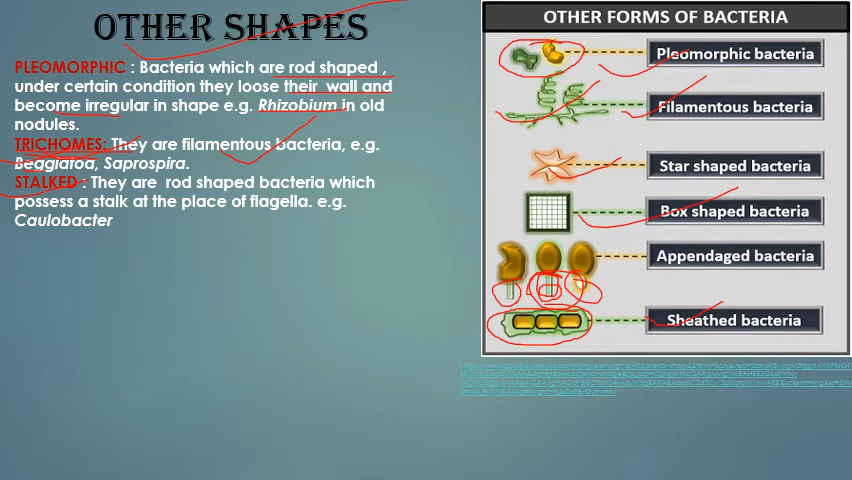 OTHER SHAPES
PLEOMORPHIC : Bacteria which are rod shaped ,
under certain condition they loose their wall and
become irregular in shape e.g. Rhizobium in old
nodules.
TRICHOMES: They are filamentous bacteria, e.g.
Beggiatoa, Saprospira.
STALKED : They are rod shaped bacteria which
possess a stalk at the place of flagella. e.g.
Caulobacter
OTHER FORMS OF BACTERIA
Pleomorphic bacteria
Filamentous bacteria
Star shaped bacteria
Box shaped bacteria
Appendaged bacteria
Sheathed bacteria